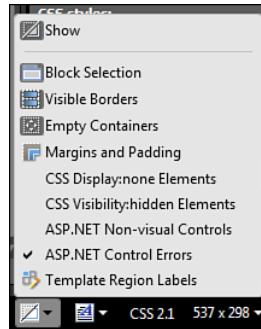 CSS styles:
Show
Block Selection
Visible Borders
Empty Containers
Margins and Padding
CSS Display:none Elements
CSS Visibility:hidden Elements
ASP.NET Non-visual Controls
ASP.NET Control Errors
Template Region Labels
CSS 2.1 537 x 298